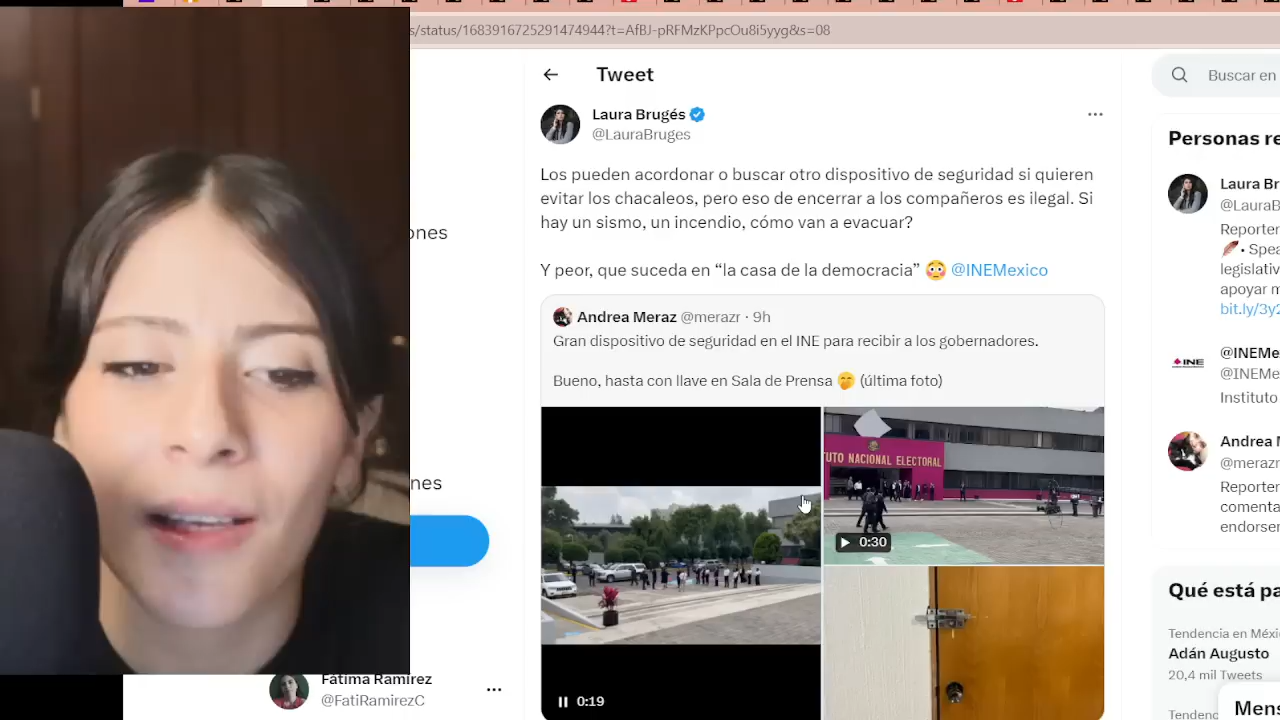 s/status/1683916725291474944?t=AfBJ-pRFMzKPpcOu8i5yyg&s=08
Tweet
Buscar en
Laura Brugés
@LauraBruges
Los pueden acordonar o buscar otro dispositivo de seguridad si quieren
evitar los chacaleos, pero eso de encerrar a los compañeros es ilegal. Si
hay un sismo, un incendio, cómo van a evacuar?
Y peor, que suceda en “la casa de la democracia” 😳 @INEMexico
Andrea Meraz @merazr · 9h
Gran dispositivo de seguridad en el INE para recibir a los gobernadores.
Bueno, hasta con llave en Sala de Prensa 🤭 (última foto)
TUTO NACIONAL ELECTORAL
0:30
0:19
ones
nes
Fátima Ramírez
@FatiRamirezC
Personas re
Laura Br
@LauraB
Reporter
🪶 • Spea
legislativ
apoyar m
bit.ly/3y2
INE
@INEMe
@INEMe
Instituto
Andrea M
@merazr
Reporter
comenta
endorser
Qué está pa
Tendencia en Méxi
Adán Augusto
20,4 mil Tweets
Tendenc
Mens